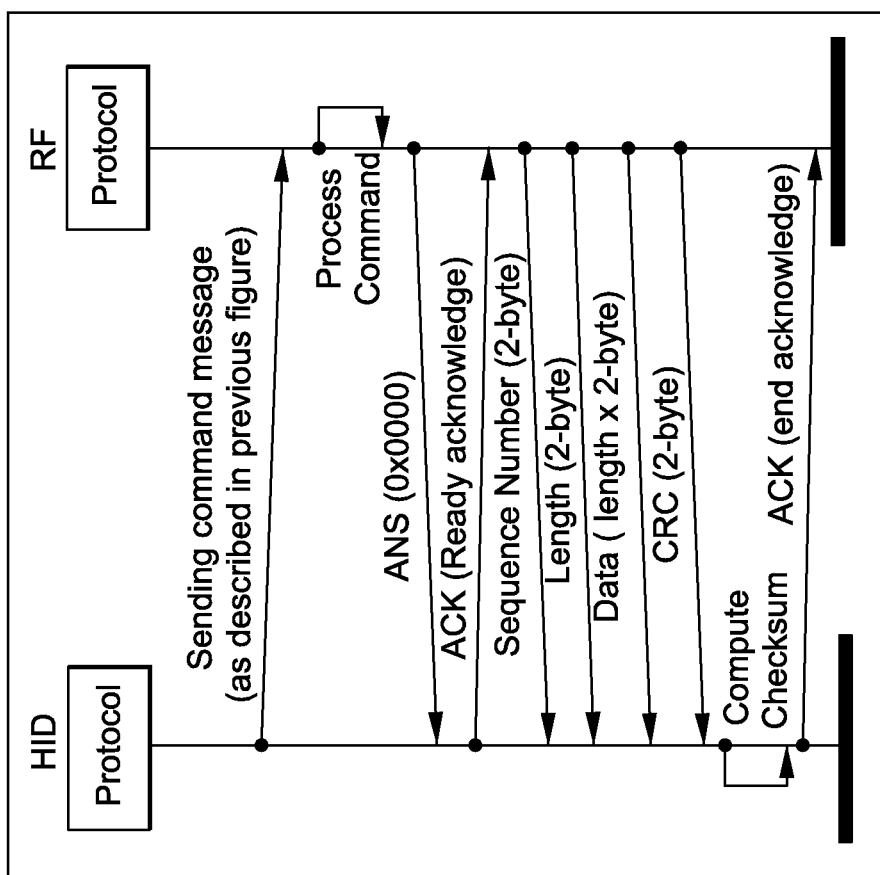 HID
Protocol
RF
Protocol
Sending command message
(as described in previous figure)
Process
Command
ANS (0x0000)
ACK (Ready acknowledge)
Sequence Number (2-byte)
Length (2-byte)
Data ( length x 2-byte)
CRC (2-byte)
Compute
Checksum
ACK (end acknowledge)